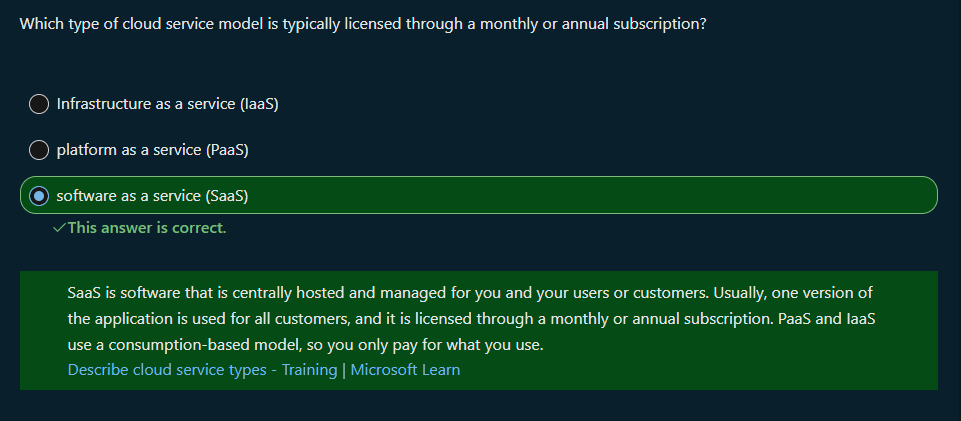 Which type of cloud service model is typically licensed through a monthly or annual subscription?
Infrastructure as a service (IaaS)
platform as a service (PaaS)
software as a service (SaaS)
This answer is correct.
SaaS is software that is centrally hosted and managed for you and your users or customers. Usually, one version of
the application is used for all customers, and it is licensed through a monthly or annual subscription. PaaS and IaaS
use a consumption-based model, so you only pay for what you use.
Describe cloud service types - Training | Microsoft Learn